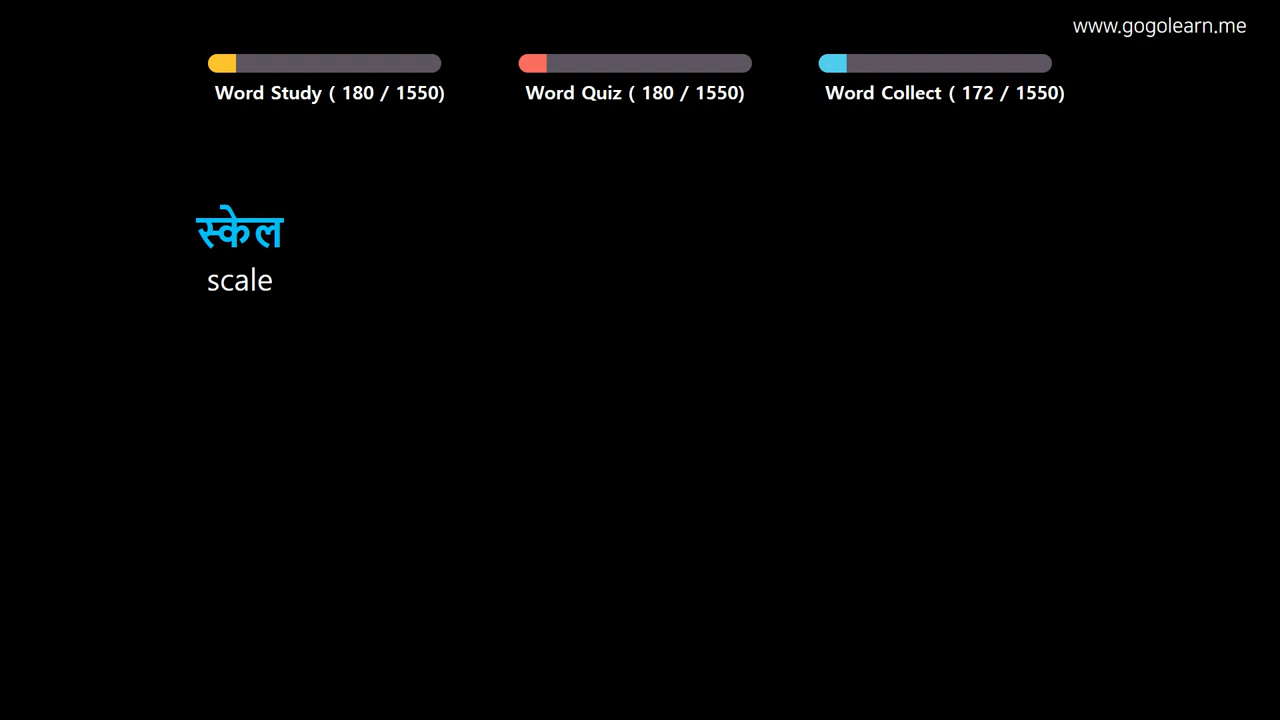 www.gogolearn.me
Word Study ( 180 / 1550)
Word Quiz ( 180 / 1550)
Word Collect ( 172 / 1550)
स्केल
scale